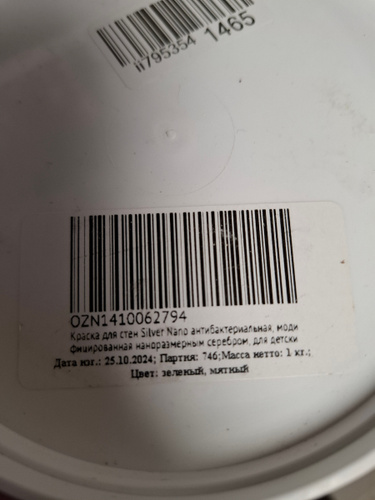 ii795354 1465
OZN1410062794
Краска для стен Silver Nano антибактериальная, моди
фицированная наноразмерным серебром, для детски
Дата изг.: 25.10.2024; Партия: 746;Масса нетто: 1 кг.;
Цвет: зеленый, мятный